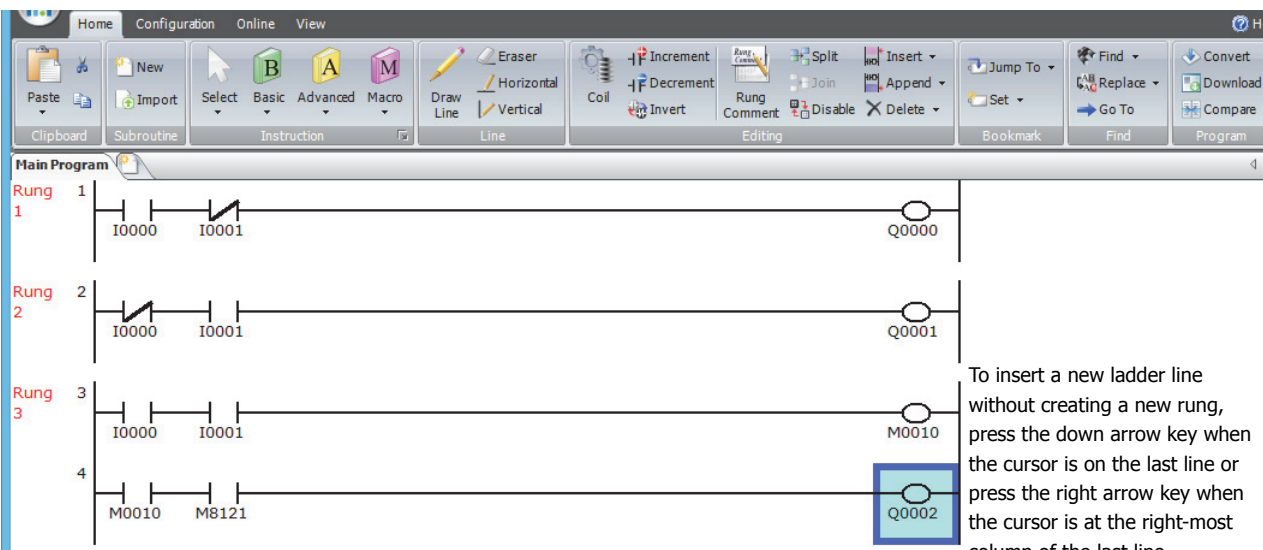 Home Configuration Online View
H
Paste
New
Import
Select Basic Advanced Macro
B A M
Draw Line
Eraser
Horizontal
Vertical
Coil
Increment
Decrement
Invert
Rung Comment
Split
Join
Disable
Insert
Append
Delete
Jump To
Set
Find
Replace
Go To
Convert
Download
Compare
Clipboard Subroutine Instruction Line Editing Bookmark Find Program
Main Program
Rung 1
1
I0000 I0001 Q0000
Rung 2
2
I0000 I0001 Q0001
Rung 3
3
I0000 I0001 M0010
4
M0010 M8121 Q0002
To insert a new ladder line
without creating a new rung,
press the down arrow key when
the cursor is on the last line or
press the right arrow key when
the cursor is at the right-most
column of the last line